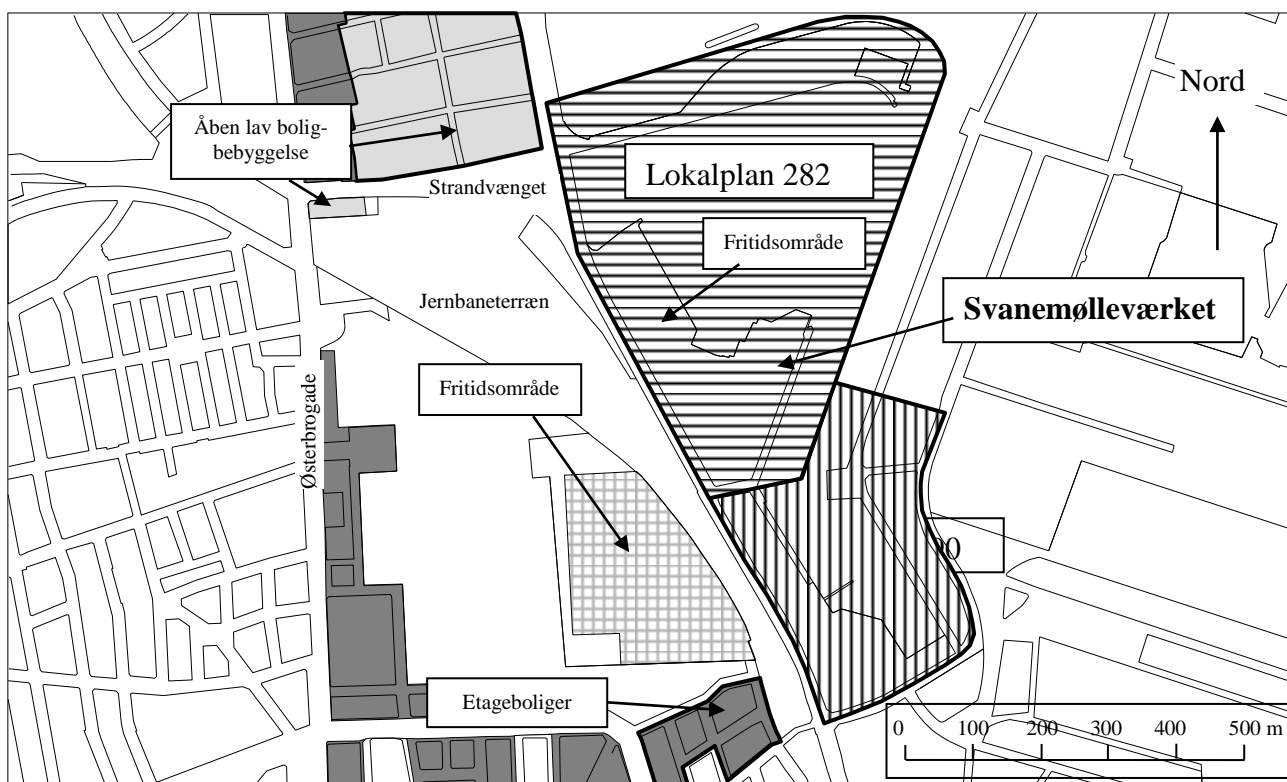 Nord
Åben lav bolig-
bebyggelse
Lokalplan 282
Strandvænget
Fritidsområde
Jernbaneterræn
Svanemølleværket
Fritidsområde
Østerbrogade
Etageboliger
0 100 200 300 400 500 m